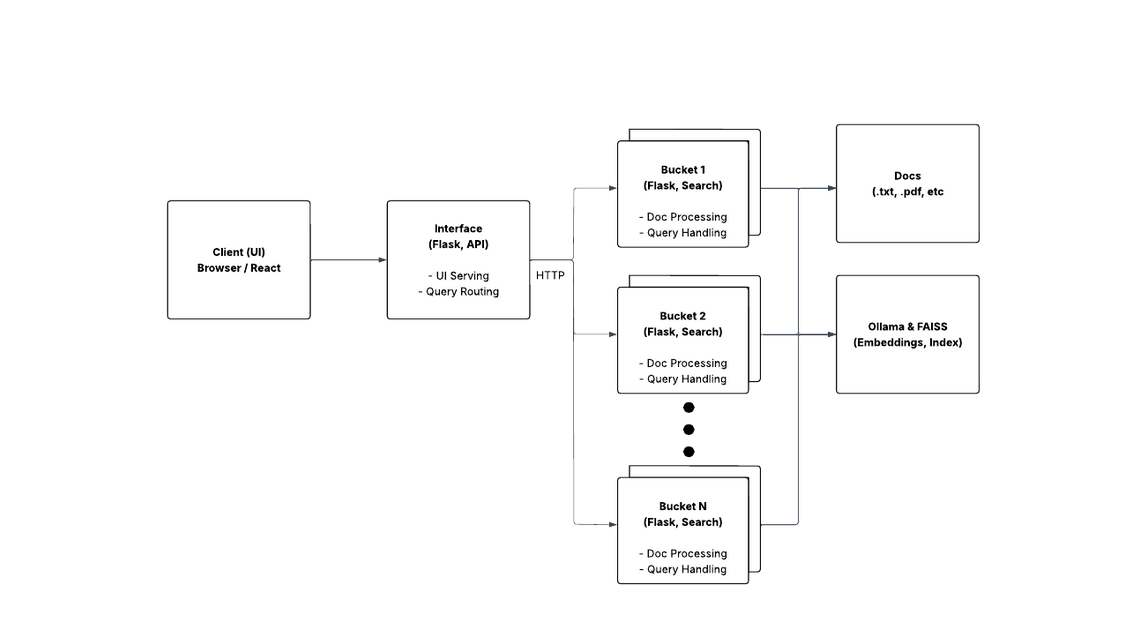 Client (UI)
Browser / React
Interface
(Flask, API)
- UI Serving
- Query Routing
HTTP
Bucket 1
(Flask, Search)
- Doc Processing
- Query Handling
Bucket 2
(Flask, Search)
- Doc Processing
- Query Handling
Bucket N
(Flask, Search)
- Doc Processing
- Query Handling
Docs
(.txt, .pdf, etc
Ollama & FAISS
(Embeddings, Index)